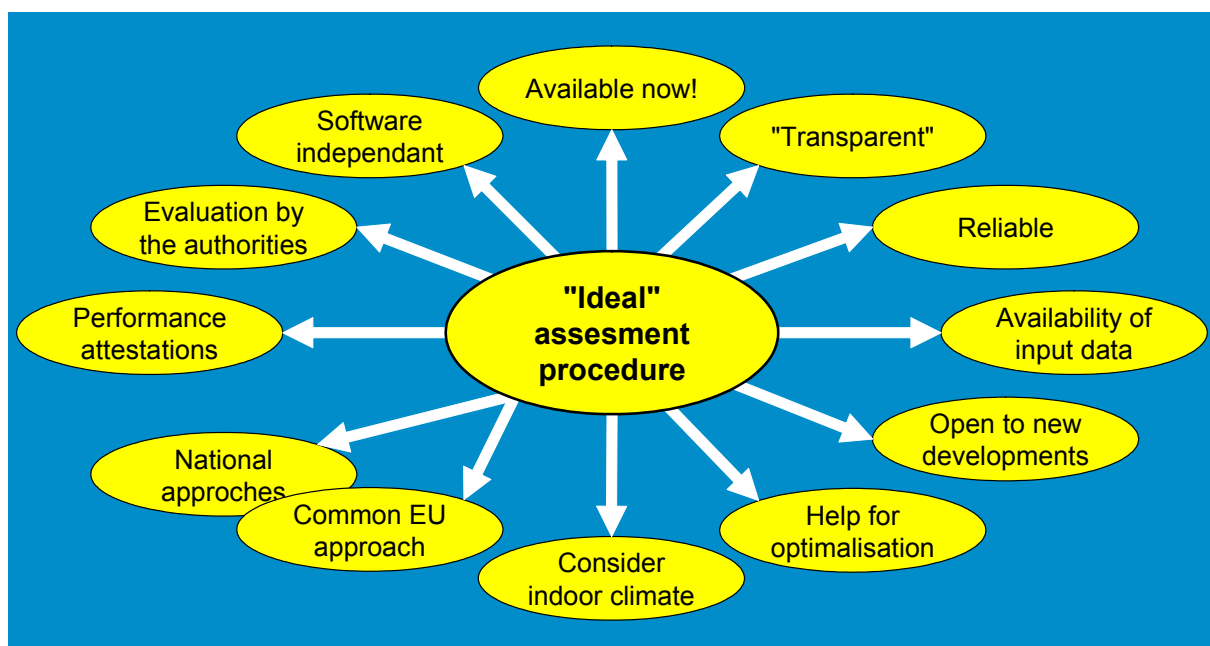 Available now!
Software
independant
"Transparent"
Evaluation by
the authorities
Reliable
"Ideal"
assesment
procedure
Performance
attestations
Availability of
input data
National
approches
Open to new
developments
Common EU
approach
Help for
optimalisation
Consider
indoor climate